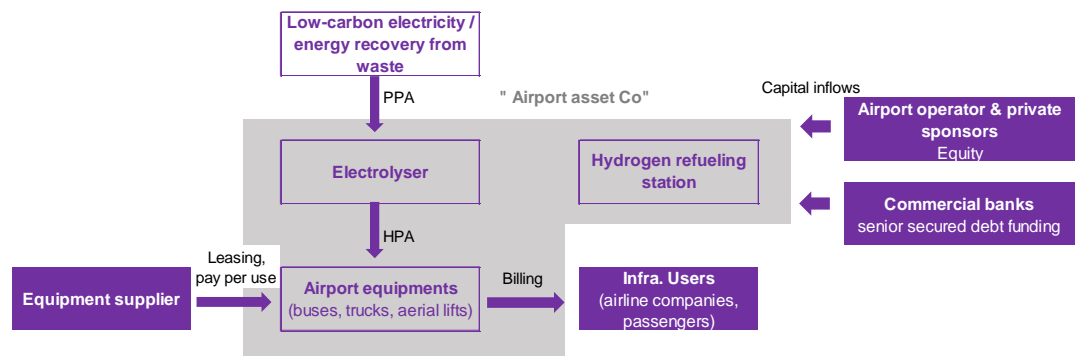 Low-carbon electricity /
energy recovery from
waste
PPA
" Airport asset Co"
Capital inflows
Airport operator & private
sponsors
Equity
Electrolyser
Hydrogen refueling
station
Commercial banks
senior secured debt funding
HPA
Leasing,
pay per use
Equipment supplier
Airport equipments
(buses, trucks, aerial lifts)
Billing
Infra. Users
(airline companies,
passengers)